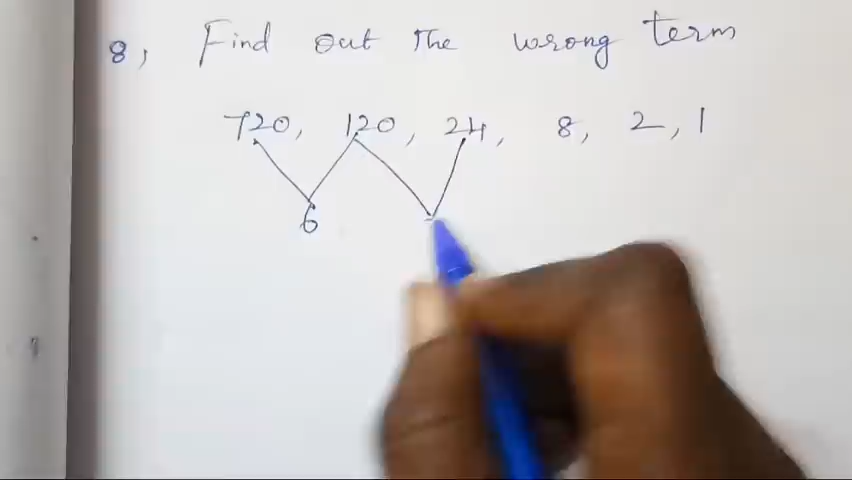 8, Find out the wrong term
720, 120, 24, 8, 2, 1
6